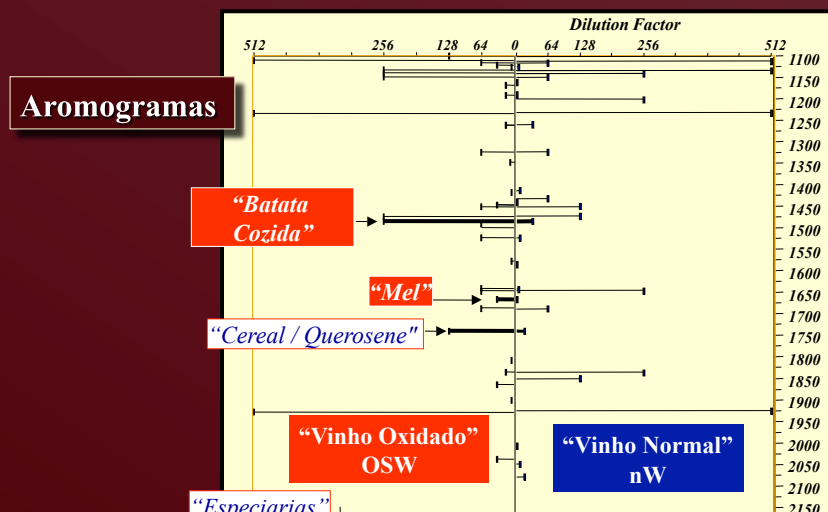 Dilution Factor
512 256 128 64 0 64 128 256 512
Aromogramas
1100
1150
1200
1250
1300
1350
1400
1450
1500
1550
1600
1650
1700
1750
1800
1850
1900
1950
2000
2050
2100
2150
“Batata
Cozida”
“Mel”
“Cereal / Querosene"
“Vinho Oxidado”
OSW
“Vinho Normal”
nW
“Especiarias”